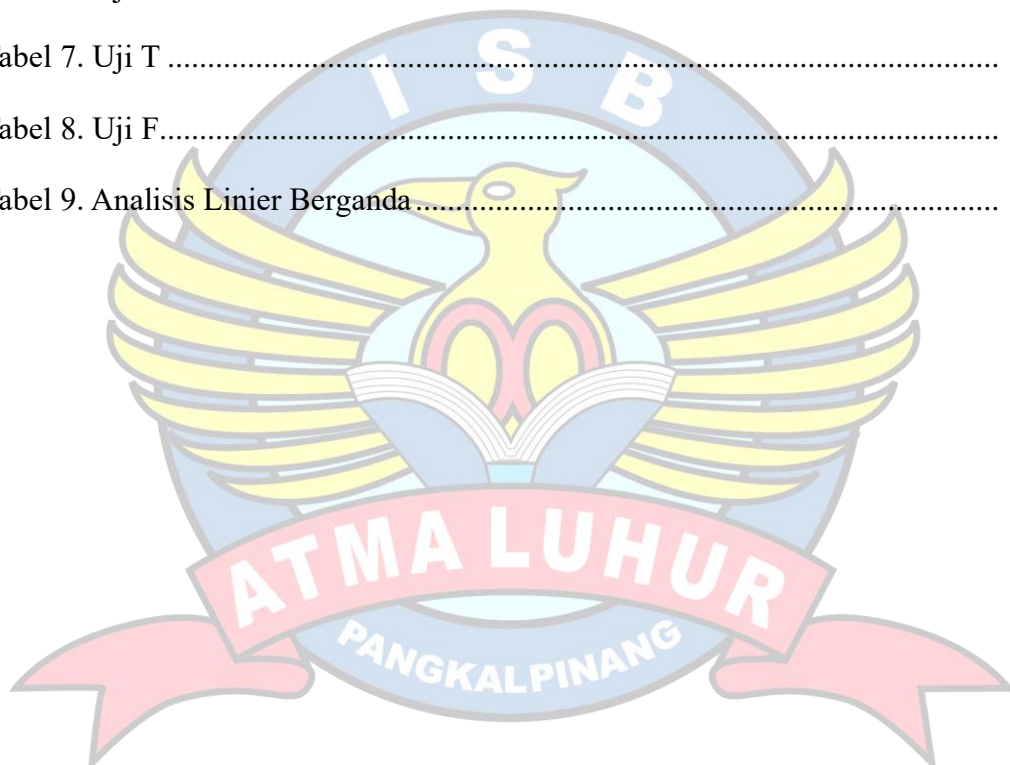 abel 7. Uji T ........................................................................................................
abel 8. Uji F.........................................................................................................
abel 9. Analisis Linier Berganda.........................................................................
I S B
ATMA LUHUR
PANGKALPINANG